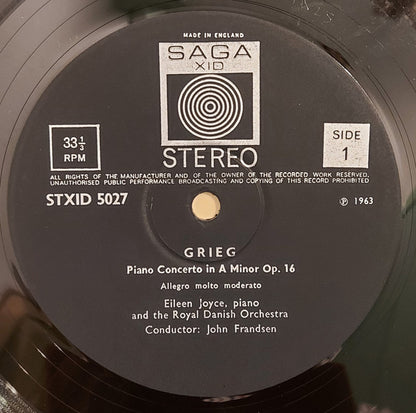 MADE IN ENGLAND
SAGA
XID
33⅓
RPM
SIDE
1
STEREO
ALL RIGHTS OF THE MANUFACTURER AND OF THE OWNER OF THE RECORDED WORK RESERVED.
UNAUTHORISED PUBLIC PERFORMANCE BROADCASTING AND COPYING OF THIS RECORD PROHIBITED
STXID 5027
℗ 1963
GRIEG
Piano Concerto in A Minor Op. 16
Allegro molto moderato
Eileen Joyce, piano
and the Royal Danish Orchestra
Conductor: John Frandsen